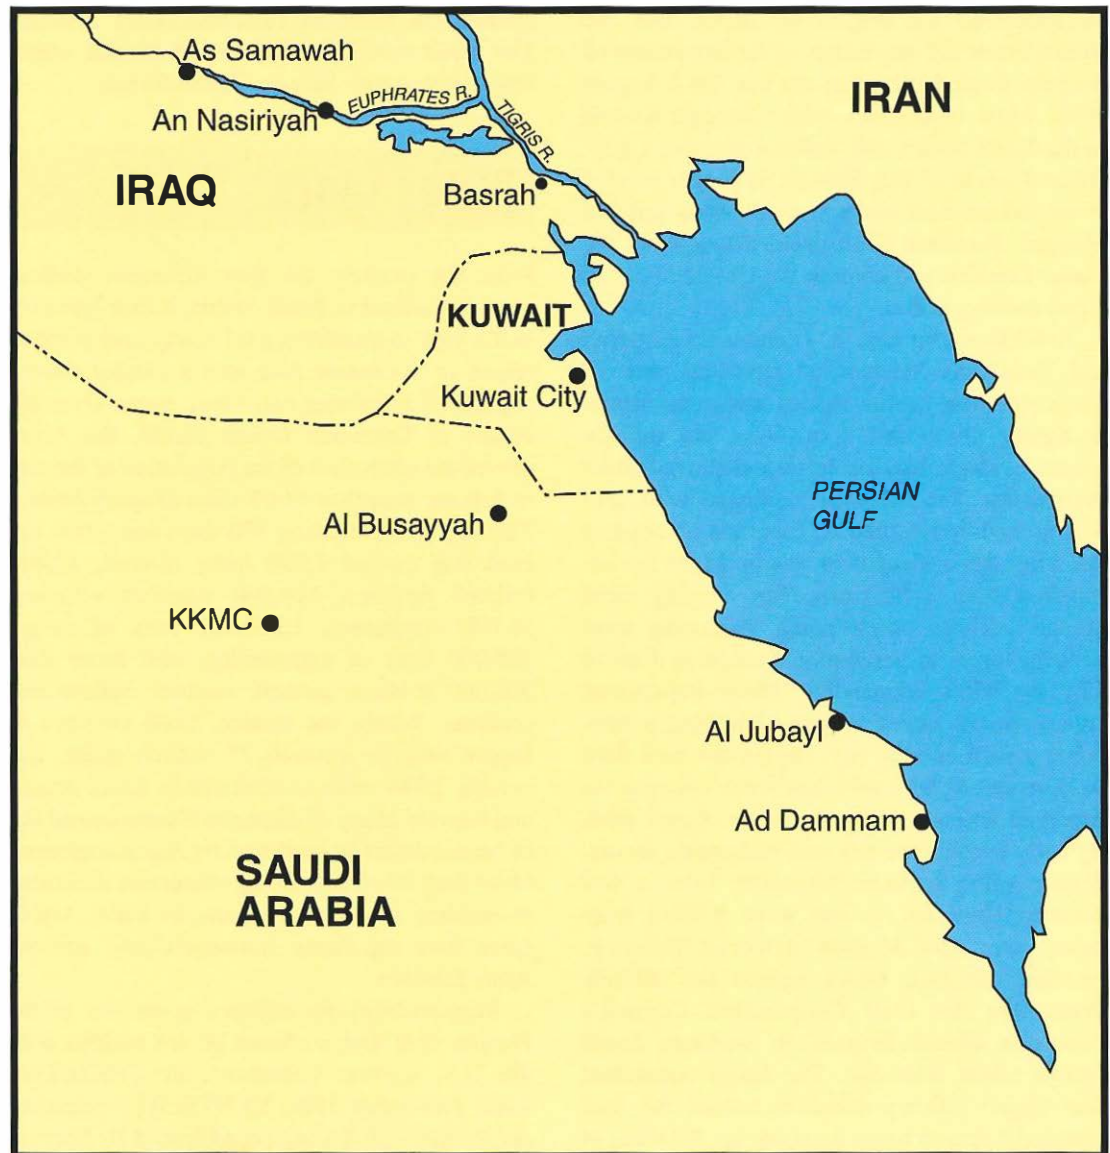 As Samawah
EUPHRATES R.
IRAN
TIGRIS R.
An Nasiriyah
IRAQ
Basrah
KUWAIT
Kuwait City
PERSIAN
GULF
Al Busayyah
KKMC
Al Jubayl
Ad Dammam
SAUDI
ARABIA